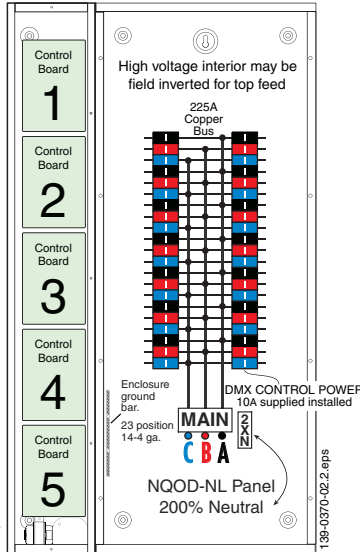 Control
Board
1
Control
Board
2
Control
Board
3
Control
Board
4
Control
Board
5
High voltage interior may be
field inverted for top feed
225A
Copper
Bus
Enclosure
ground
bar.
23 position
14-4 ga.
DMX CONTROL POWER
10A supplied installed
MAIN
2XN
C B A
NQOD-NL Panel
200% Neutral
139-0370-02.2.eps